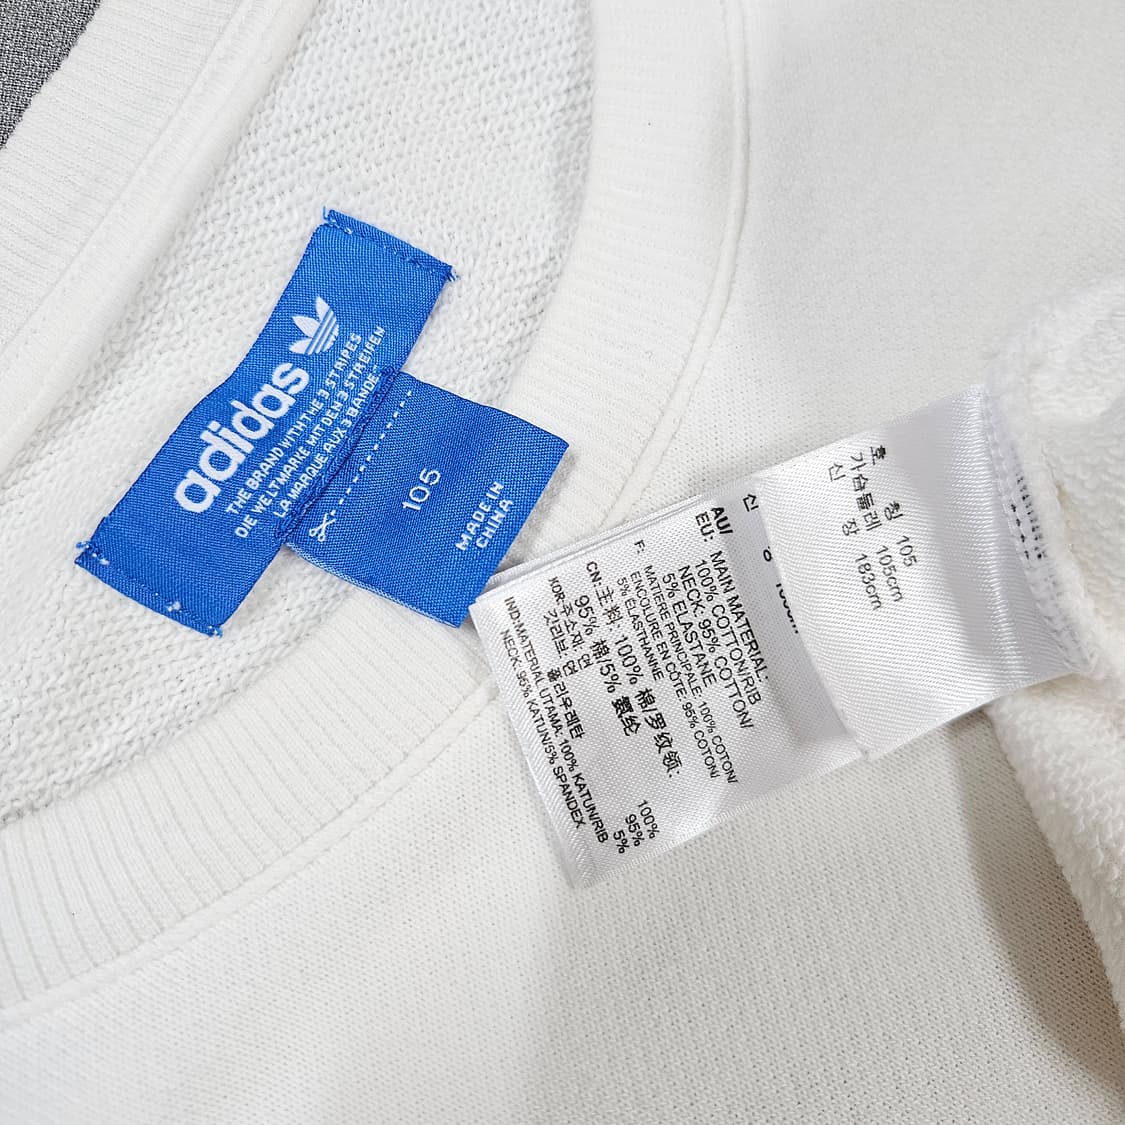 adidas
THE BRAND WITH THE 3 STRIPES
DIE WELTMARKE MIT DEN 3 STREIFEN
LA MARQUE AUX 3 BANDES
105
MADE IN
CHINA
호 칭 105
가슴둘레 105cm
신 장 183cm
신
AU/
EU: MAIN MATERIAL:
100% COTTON/RIB
NECK: 95% COTTON/
5% ELASTANE
F: MATIERE PRINCIPALE: 100% COTON/
ENCOLURE EN CÔTE: 95% COTON/
5% ELASTHANNE
CN: 主料: 100% 棉/罗纹领:
95% 棉/5% 氨纶
KOR: 주소재 면 100%
깃리브 면 95%
폴리우레탄 5%
IND: MATERIAL UTAMA: 100% KATUN/RIB
NECK: 95% KATUN/5% SPANDEX